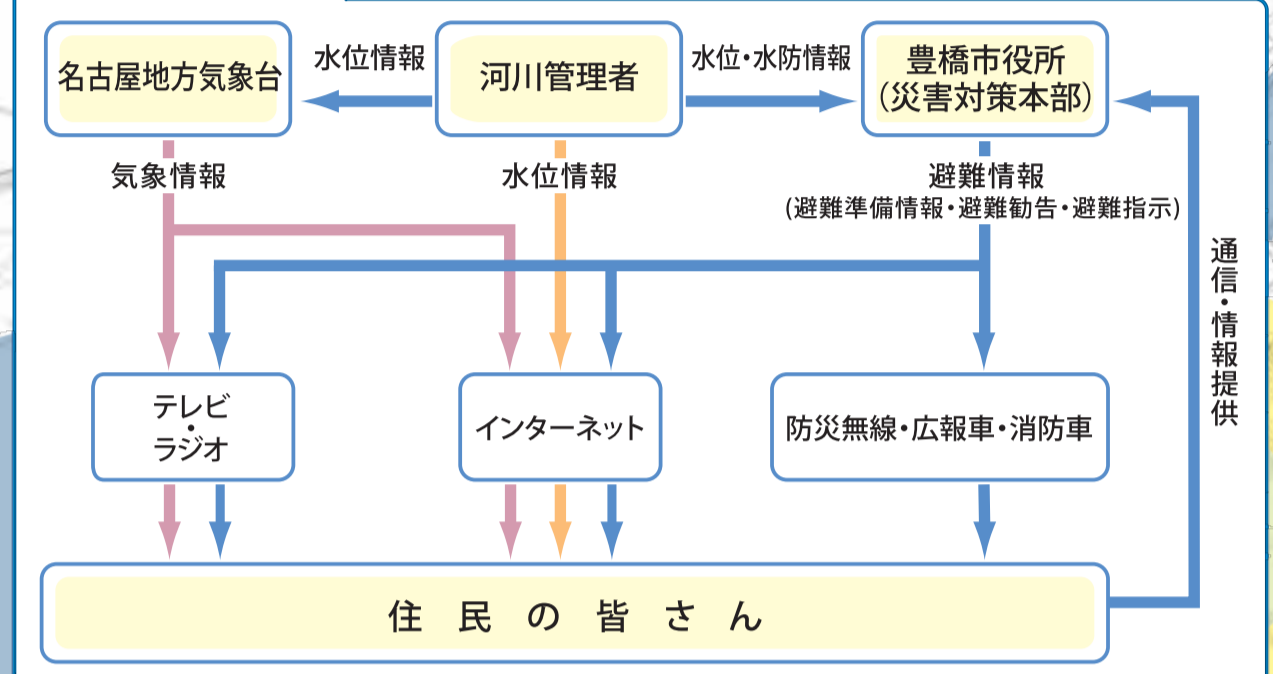 名古屋地方気象台
水位情報
河川管理者
水位・水防情報
豊橋市役所
(災害対策本部)
気象情報
水位情報
避難情報
(避難準備情報・避難勧告・避難指示)
通信・情報提供
テレビ
・
ラジオ
インターネット
防災無線・広報車・消防車
住民の皆さん